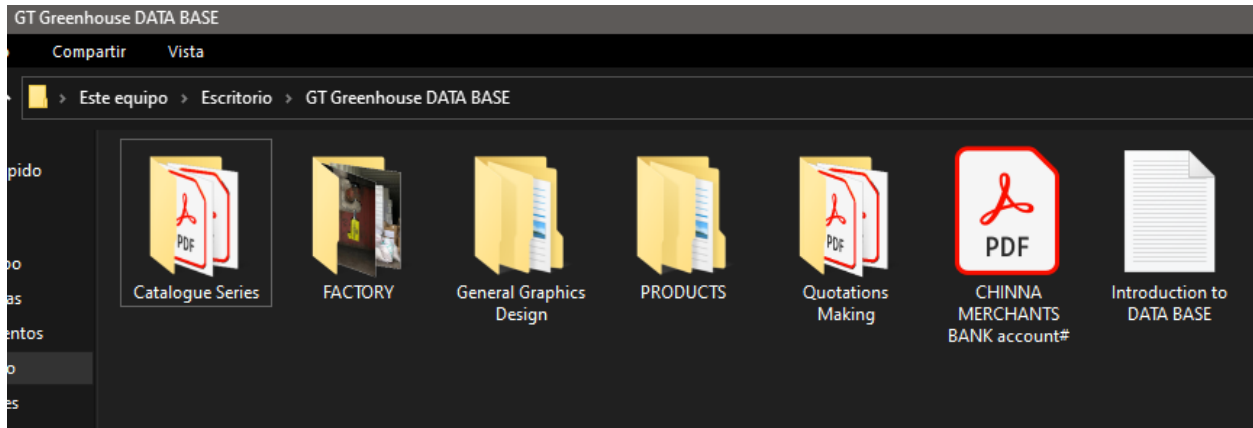 GT Greenhouse DATA BASE
Compartir
Vista
Este equipo > Escritorio > GT Greenhouse DATA BASE
pido
Catalogue Series
FACTORY
General Graphics
Design
PRODUCTS
Quotations
Making
CHINNA
MERCHANTS
BANK account#
Introduction to
DATA BASE
PDF
PDF
PDF
as
entos
o
es